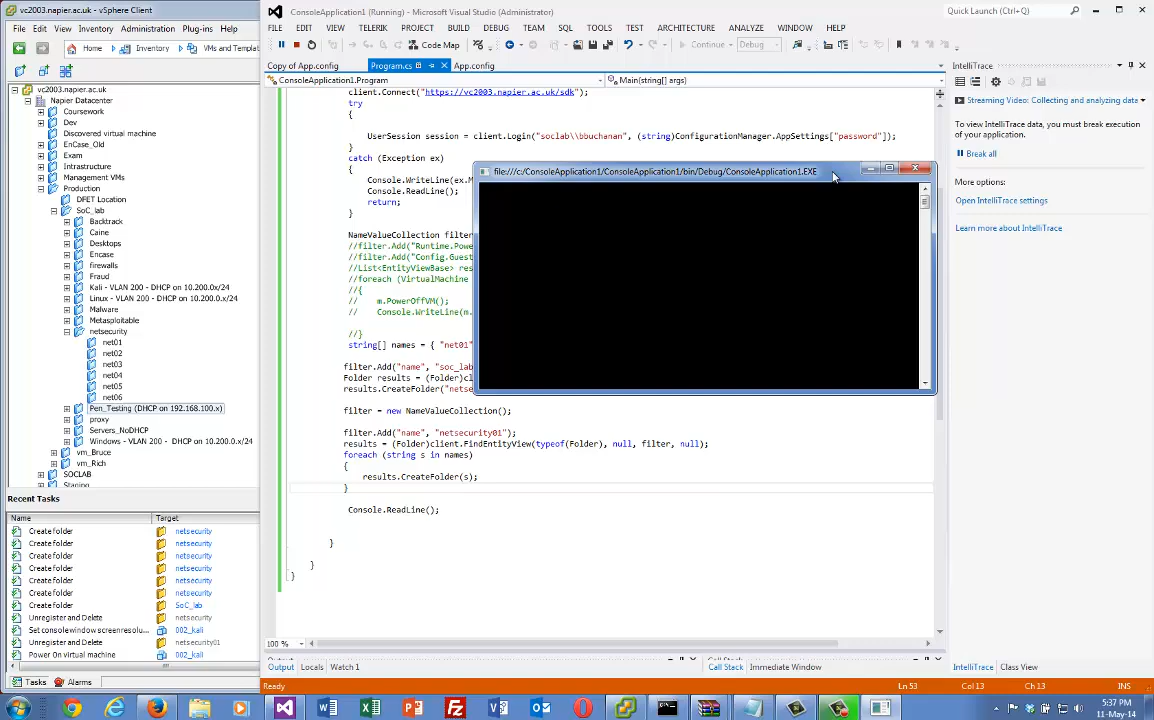 vc2003.napier.ac.uk - vSphere Client
File Edit View Inventory Administration Plug-ins Help
Home Inventory VMs and Templat
vc2003.napier.ac.uk
Napier Datacenter
Coursework
Dev
Discovered virtual machine
EnCase_Old
Exam
Infrastructure
Management VMs
Production
DFET Location
SoC_lab
Backtrack
Caine
Desktops
Encase
firewalls
Fraud
Kali - VLAN 200 - DHCP on 10.200.0.x/24
Linux - VLAN 200 - DHCP on 10.200.0.x/24
Malware
Metasploitable
netsecurity
net01
net02
net03
net04
net05
net06
Pen_Testing (DHCP on 192.168.100.x)
proxy
Servers_NoDHCP
Windows - VLAN 200 - DHCP on 10.200.0.x/24
vm_Bruce
vm_Rich
SOCLAB
Staging
Recent Tasks
Name Target
Create folder netsecurity
Create folder netsecurity
Create folder netsecurity
Create folder netsecurity
Create folder netsecurity
Create folder netsecurity
Create folder SoC_lab
Unregister and Delete netsecurity
Set console window screen resolu... 002_kali
Unregister and Delete netsecurity01
Power On virtual machine 002_kali
Tasks Alarms
ConsoleApplication1 (Running) - Microsoft Visual Studio (Administrator)
Quick Launch (Ctrl+Q)
FILE EDIT VIEW TELERIK PROJECT BUILD DEBUG TEAM SQL TOOLS TEST ARCHITECTURE ANALYZE WINDOW HELP
Code Map Continue Debug
Copy of App.config Program.cs App.config
ConsoleApplication1.Program Main(string[] args)
client.Connect("https://vc2003.napier.ac.uk/sdk");
try
{
UserSession session = client.Login("soclab\\bbuchanan", (string)ConfigurationManager.AppSettings["password"]);
}
catch (Exception ex)
{
Console.WriteLine(ex.M
Console.ReadLine();
return;
}
NameValueCollection filter
//filter.Add("Runtime.Powe
//filter.Add("Config.Guest
//List<EntityViewBase> res
//foreach (VirtualMachine
//{
// m.PowerOffVM();
// Console.WriteLine(m.
//}
string[] names = { "net01"
filter.Add("name", "soc_lab
Folder results = (Folder)cl
results.CreateFolder("netse
filter = new NameValueCollection();
filter.Add("name", "netsecurity01");
results = (Folder)client.FindEntityView(typeof(Folder), null, filter, null);
foreach (string s in names)
{
results.CreateFolder(s);
}
Console.ReadLine();
}
}
}
file:///c:/ConsoleApplication1/ConsoleApplication1/bin/Debug/ConsoleApplication1.EXE
100 %
Output Locals Watch 1
Call Stack Immediate Window
IntelliTrace
Streaming Video: Collecting and analyzing data
To view IntelliTrace data, you must break execution
of your application.
Break all
More options:
Open IntelliTrace settings
Learn more about IntelliTrace
IntelliTrace Class View
Ready Ln 53 Col 13 Ch 13 INS
5:37 PM
11-May-14